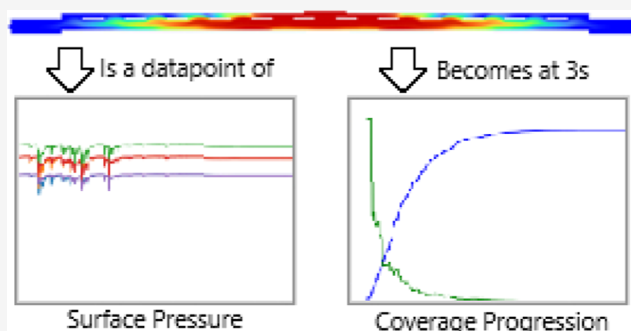 Is a datapoint of
Becomes at 3s
Surface Pressure
Coverage Progression